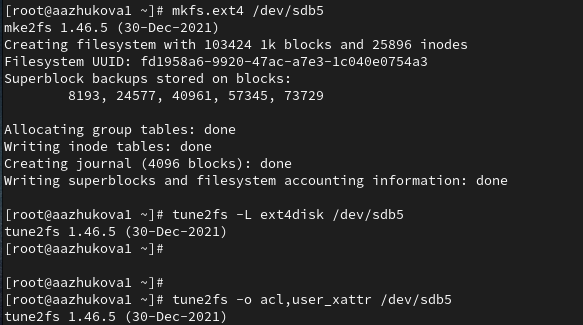 [root@aazhukova1 ~]# mkfs.ext4 /dev/sdb5
mke2fs 1.46.5 (30-Dec-2021)
Creating filesystem with 103424 1k blocks and 25896 inodes
Filesystem UUID: fd1958a6-9920-47ac-a7e3-1c040e0754a3
Superblock backups stored on blocks:
        8193, 24577, 40961, 57345, 73729

Allocating group tables: done
Writing inode tables: done
Creating journal (4096 blocks): done
Writing superblocks and filesystem accounting information: done

[root@aazhukova1 ~]# tune2fs -L ext4disk /dev/sdb5
tune2fs 1.46.5 (30-Dec-2021)
[root@aazhukova1 ~]#

[root@aazhukova1 ~]#
[root@aazhukova1 ~]# tune2fs -o acl,user_xattr /dev/sdb5
tune2fs 1.46.5 (30-Dec-2021)